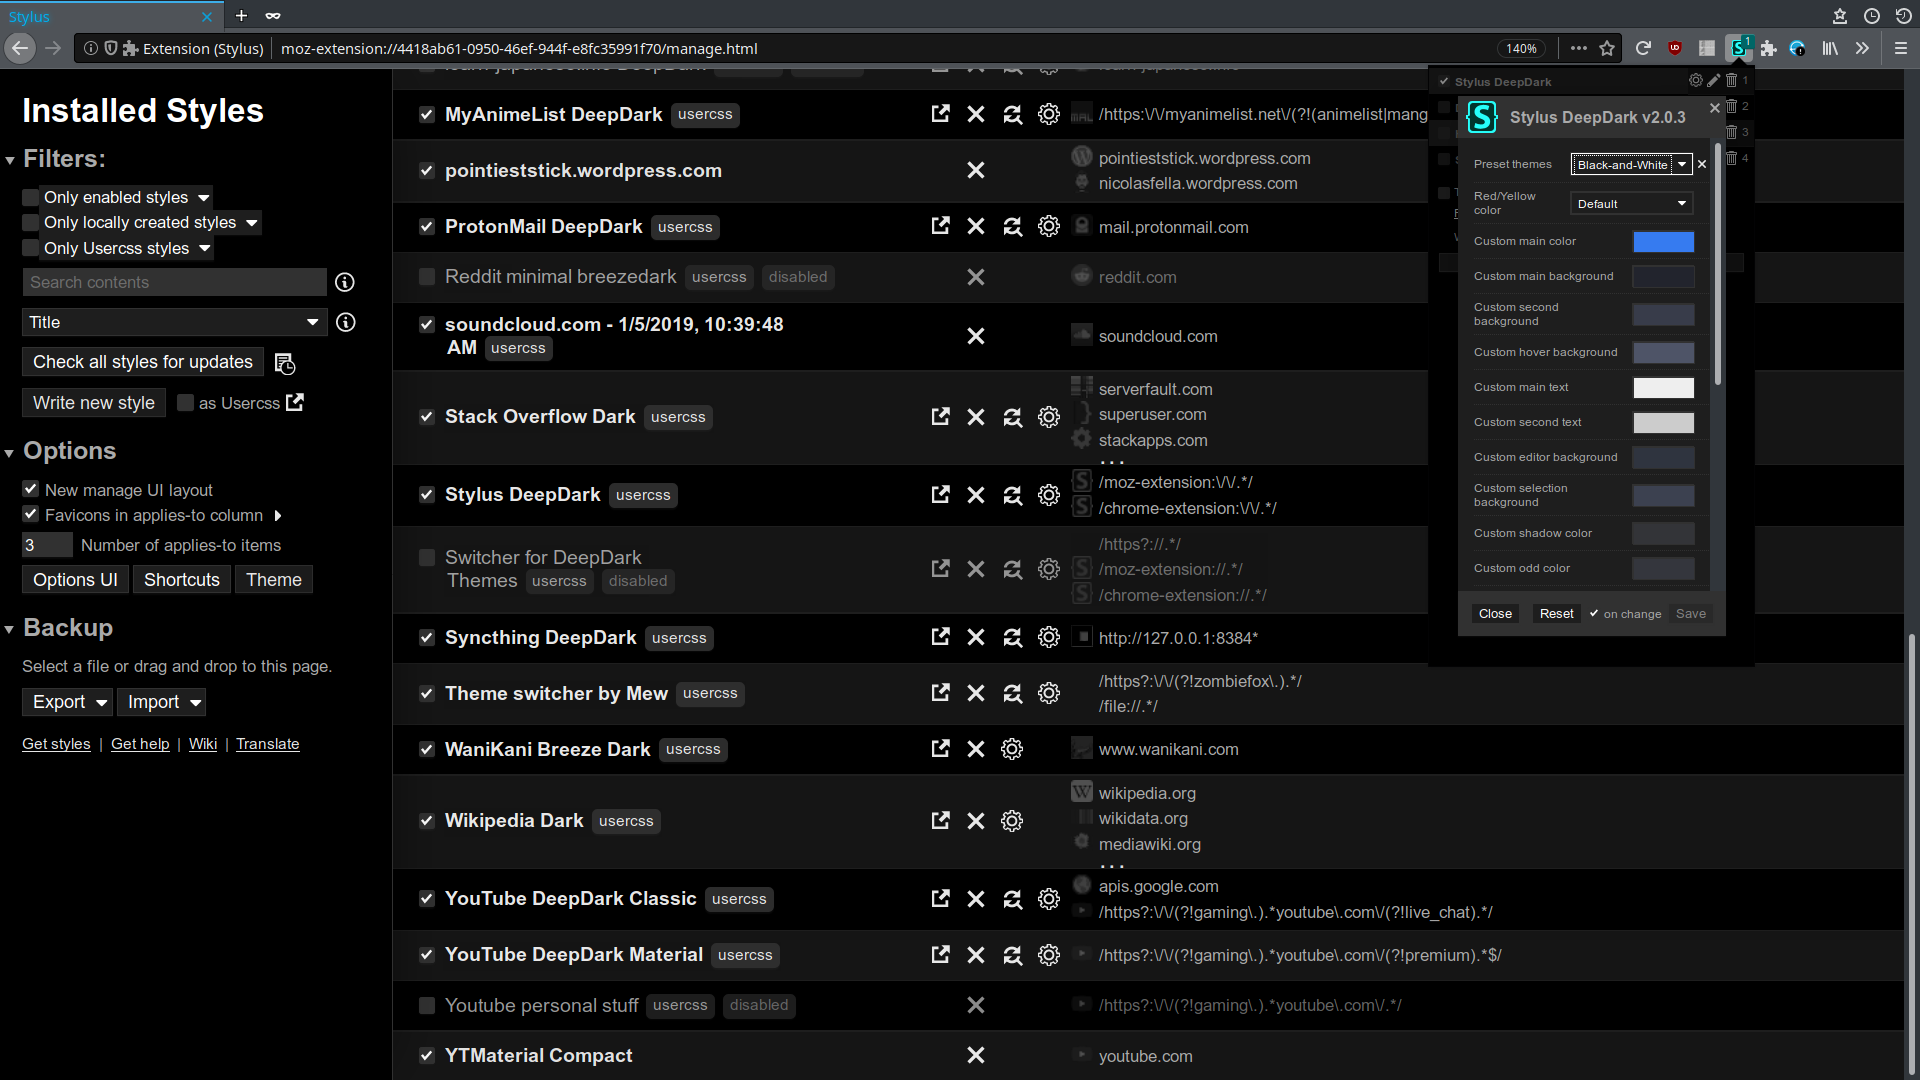 Stylus
Extension (Stylus)
moz-extension://4418ab61-0950-46ef-944f-e8fc35991f70/manage.html
140%
1
Installed Styles
Filters:
Only enabled styles
Only locally created styles
Only Usercss styles
Search contents
Title
Check all styles for updates
Write new style
as Usercss
Options
New manage UI layout
Favicons in applies-to column
3 Number of applies-to items
Options UI Shortcuts Theme
Backup
Select a file or drag and drop to this page.
Export Import
Get styles | Get help | Wiki | Translate
MyAnimeList DeepDark usercss
/https:\/\/myanimelist.net\/(?!(animelist|mang
pointieststick.wordpress.com
pointieststick.wordpress.com
nicolasfella.wordpress.com
ProtonMail DeepDark usercss
mail.protonmail.com
Reddit minimal breezedark usercss disabled
reddit.com
soundcloud.com - 1/5/2019, 10:39:48
AM usercss
soundcloud.com
Stack Overflow Dark usercss
serverfault.com
superuser.com
stackapps.com
...
Stylus DeepDark usercss
/moz-extension:\/\/.*/
/chrome-extension:\/\/.*/
Switcher for DeepDark
Themes usercss disabled
/https?://.*/
/moz-extension://.*/
/chrome-extension://.*/
Syncthing DeepDark usercss
http://127.0.0.1:8384*
Theme switcher by Mew usercss
/https?:\/\/(?!zombiefox\.).*/
/file://.*/
WaniKani Breeze Dark usercss
www.wanikani.com
Wikipedia Dark usercss
wikipedia.org
wikidata.org
mediawiki.org
...
YouTube DeepDark Classic usercss
apis.google.com
/https?:\/\/(?!gaming\.).*youtube\.com\/(?!live_chat).*/
YouTube DeepDark Material usercss
/https?:\/\/(?!gaming\.).*youtube\.com\/(?!premium).*$/
Youtube personal stuff usercss disabled
/https?:\/\/(?!gaming\.).*youtube\.com\/.*/
YTMaterial Compact
youtube.com
Stylus DeepDark
1
2
3
4
Stylus DeepDark v2.0.3
Preset themes Black-and-White
Red/Yellow
color
Default
Custom main color
Custom main background
Custom second
background
Custom hover background
Custom main text
Custom second text
Custom editor background
Custom selection
background
Custom shadow color
Custom odd color
Close Reset on change Save